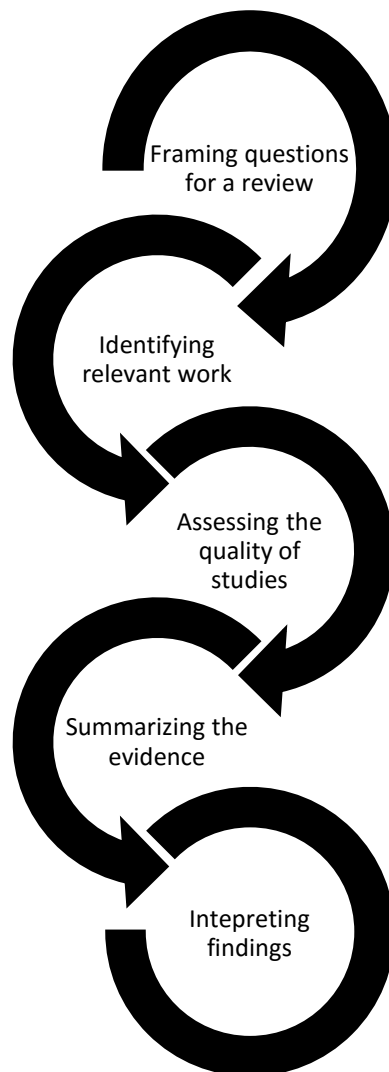 Framing questions
for a review
Identifying
relevant work
Assessing the
quality of
studies
Summarizing the
evidence
Intepreting
findings